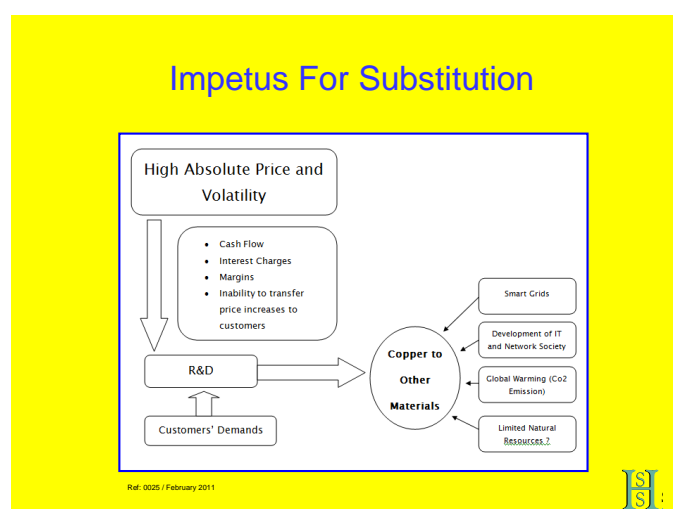 Impetus For Substitution
High Absolute Price and
Volatility
• Cash Flow
• Interest Charges
• Margins
• Inability to transfer
price increases to
customers
R&D
Customers' Demands
Copper to
Other
Materials
Smart Grids
Development of IT
and Network Society
Global Warming (Co2
Emission)
Limited Natural
Resources ?
Ref: 0025 / February 2011
H
S
S